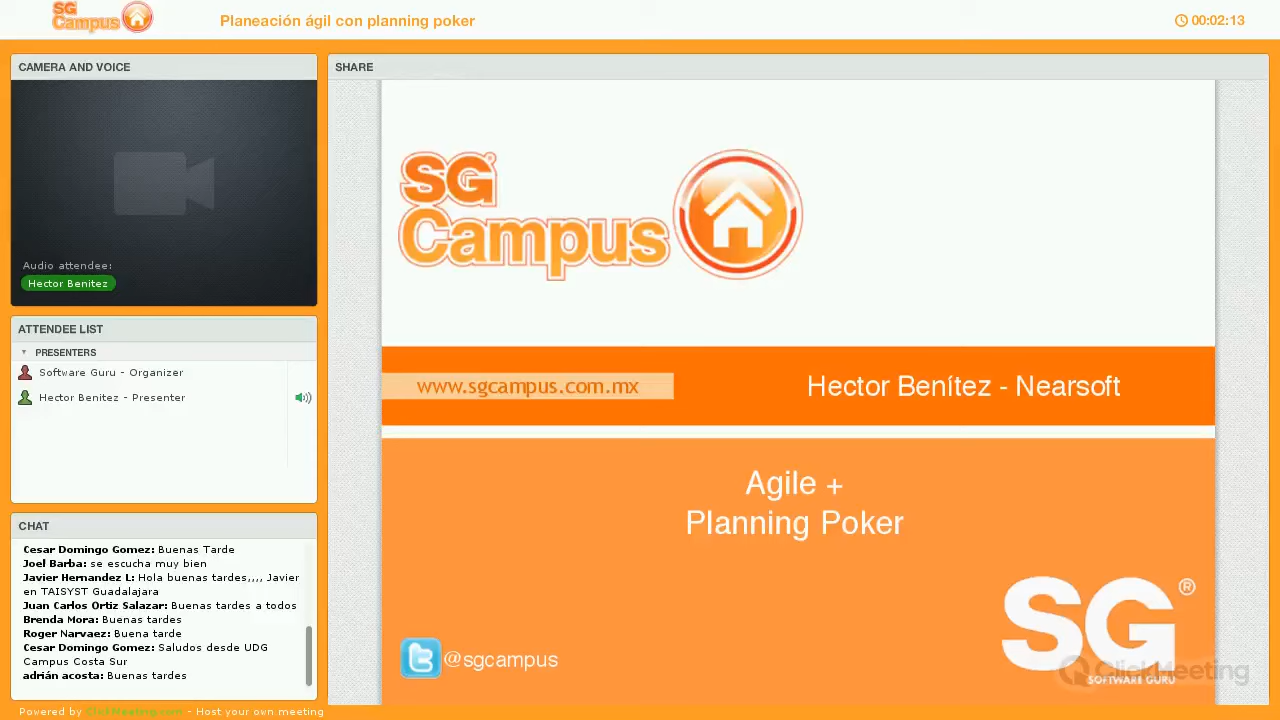 SG Campus
Planeación ágil con planning poker
00:02:13
CAMERA AND VOICE
Audio attendee:
Hector Benitez
ATTENDEE LIST
PRESENTERS
Software Guru - Organizer
Hector Benitez - Presenter
CHAT
Cesar Domingo Gomez: Buenas Tarde
Joel Barba: se escucha muy bien
Javier Hernandez L: Hola buenas tardes,,,, Javier
en TAISYST Guadalajara
Juan Carlos Ortiz Salazar: Buenas tardes a todos
Brenda Mora: Buenas tardes
Roger Narvaez: Buena tarde
Cesar Domingo Gomez: Saludos desde UDG
Campus Costa Sur
adrián acosta: Buenas tardes
Powered by ClickMeeting.com - Host your own meeting
SHARE
SG
Campus
www.sgcampus.com.mx
Hector Benítez - Nearsoft
Agile +
Planning Poker
@sgcampus
SG®
SOFTWARE GURU
ClickMeeting